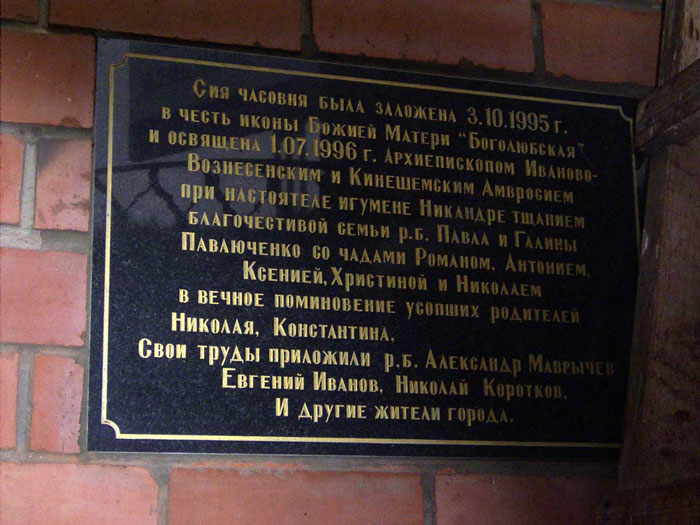 Сия часовня была заложена 3.10.1995 г.
в честь иконы Божией Матери "Боголюбская"
и освящена 1.07.1996 г. Архиепископом Иваново-
Вознесенским и Кинешемским Амвросием
при настоятеле игумене Никандре тщанием
благочестивой семьи р.б. Павла и Галины
Павлюченко со чадами Романом, Антонием,
Ксенией, Христиной и Николаем
в вечное поминовение усопших родителей
Николая, Константина,
Свои труды приложили р.б. Александр Маврычев
Евгений Иванов, Николай Коротков,
И другие жители города.